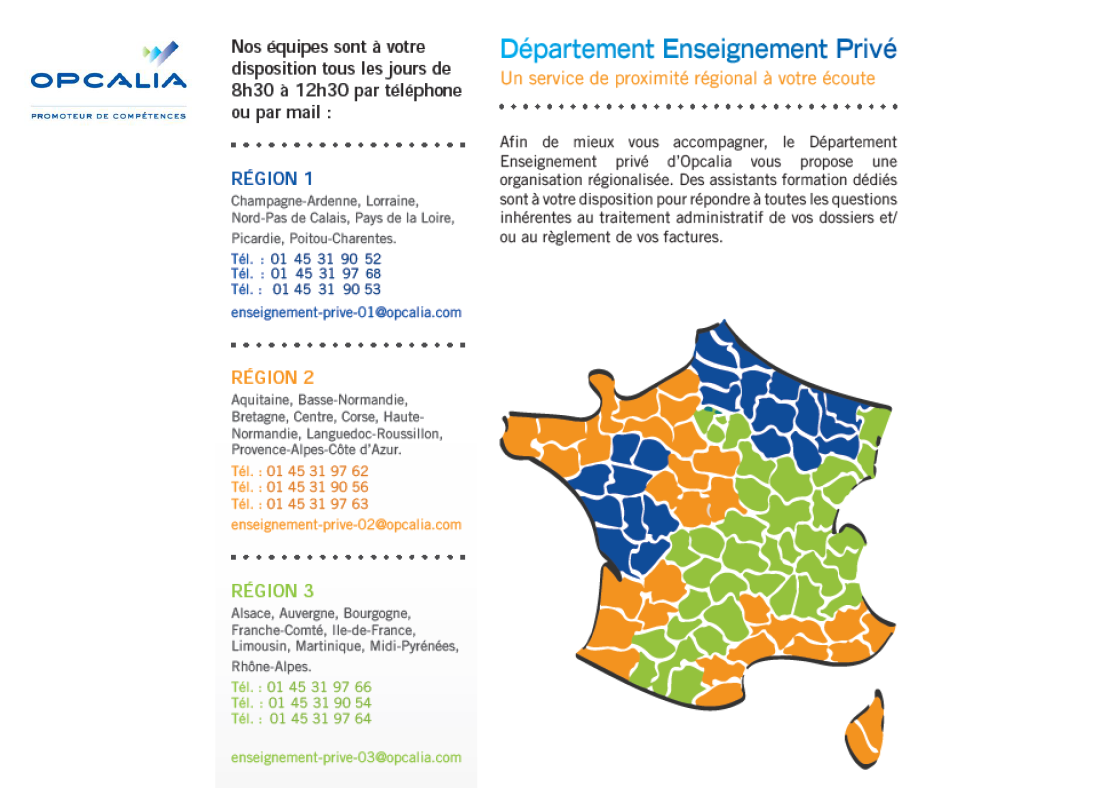 OPCALIA
PROMOTEUR DE COMPÉTENCES
Nos équipes sont à votre
disposition tous les jours de
8h30 à 12h30 par téléphone
ou par mail :
RÉGION 1
Champagne-Ardenne, Lorraine,
Nord-Pas de Calais, Pays de la Loire,
Picardie, Poitou-Charentes.
Tél. : 01 45 31 90 52
Tél. : 01 45 31 97 68
Tél. : 01 45 31 90 53
enseignement-prive-01@opcalia.com
RÉGION 2
Aquitaine, Basse-Normandie,
Bretagne, Centre, Corse, Haute-
Normandie, Languedoc-Roussillon,
Provence-Alpes-Côte d'Azur.
Tél. : 01 45 31 97 62
Tél. : 01 45 31 90 56
Tél. : 01 45 31 97 63
enseignement-prive-02@opcalia.com
RÉGION 3
Alsace, Auvergne, Bourgogne,
Franche-Comté, Ile-de-France,
Limousin, Martinique, Midi-Pyrénées,
Rhône-Alpes.
Tél. : 01 45 31 97 66
Tél. : 01 45 31 90 54
Tél. : 01 45 31 97 64
enseignement-prive-03@opcalia.com
Département Enseignement Privé
Un service de proximité régional à votre écoute
Afin de mieux vous accompagner, le Département
Enseignement privé d'Opcalia vous propose une
organisation régionalisée. Des assistants formation dédiés
sont à votre disposition pour répondre à toutes les questions
inhérentes au traitement administratif de vos dossiers et/
ou au règlement de vos factures.